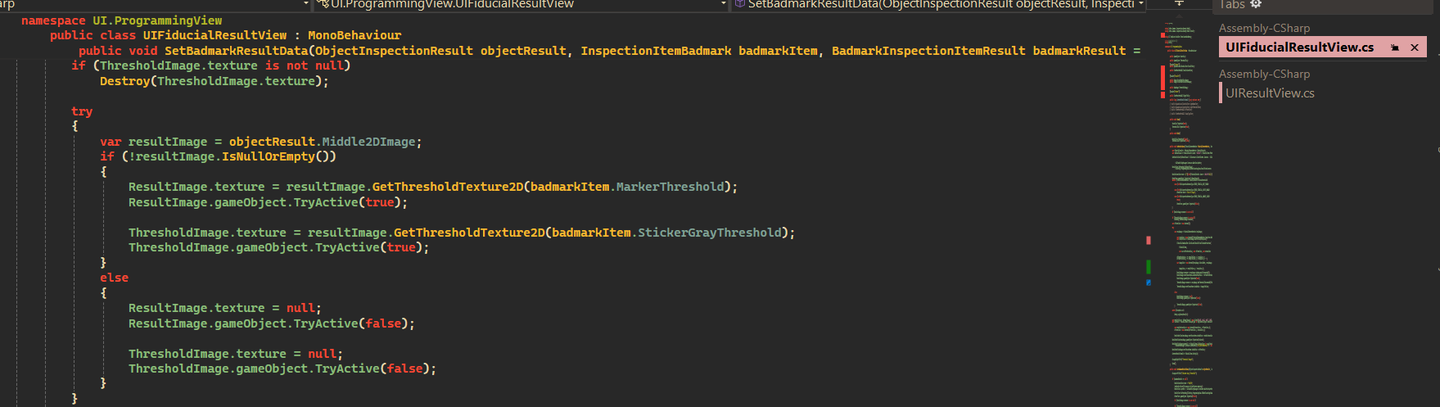 UI.ProgrammingView.UIFiducialResultView
SetBadmarkResultData(ObjectInspectionResult objectResult, Inspecti
Tabs
namespace UI.ProgrammingView
public class UIFiducialResultView : MonoBehaviour
public void SetBadmarkResultData(ObjectInspectionResult objectResult, InspectionItemBadmark badmarkItem, BadmarkInspectionItemResult badmarkResult =
if (ThresholdImage.texture is not null)
Destroy(ThresholdImage.texture);
try
{
var resultImage = objectResult.Middle2DImage;
if (!resultImage.IsNullOrEmpty())
{
ResultImage.texture = resultImage.GetThresholdTexture2D(badmarkItem.MarkerThreshold);
ResultImage.gameObject.TryActive(true);
ThresholdImage.texture = resultImage.GetThresholdTexture2D(badmarkItem.StickerGrayThreshold);
ThresholdImage.gameObject.TryActive(true);
}
else
{
ResultImage.texture = null;
ResultImage.gameObject.TryActive(false);
ThresholdImage.texture = null;
ThresholdImage.gameObject.TryActive(false);
}
}
Assembly-CSharp
UIFiducialResultView.cs
Assembly-CSharp
UIResultView.cs